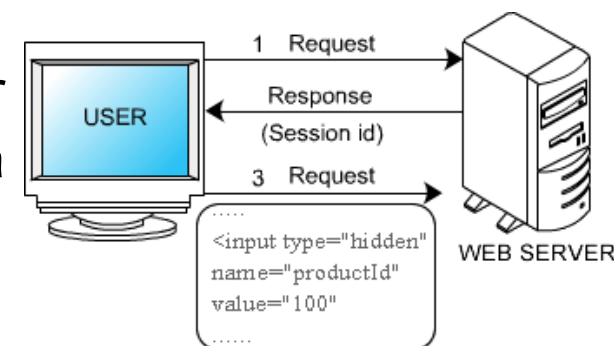 1 Request
USER
Response
(Session id)
3 Request
.....
<input type="hidden"
name="productId"
value="100"
......
WEB SERVER